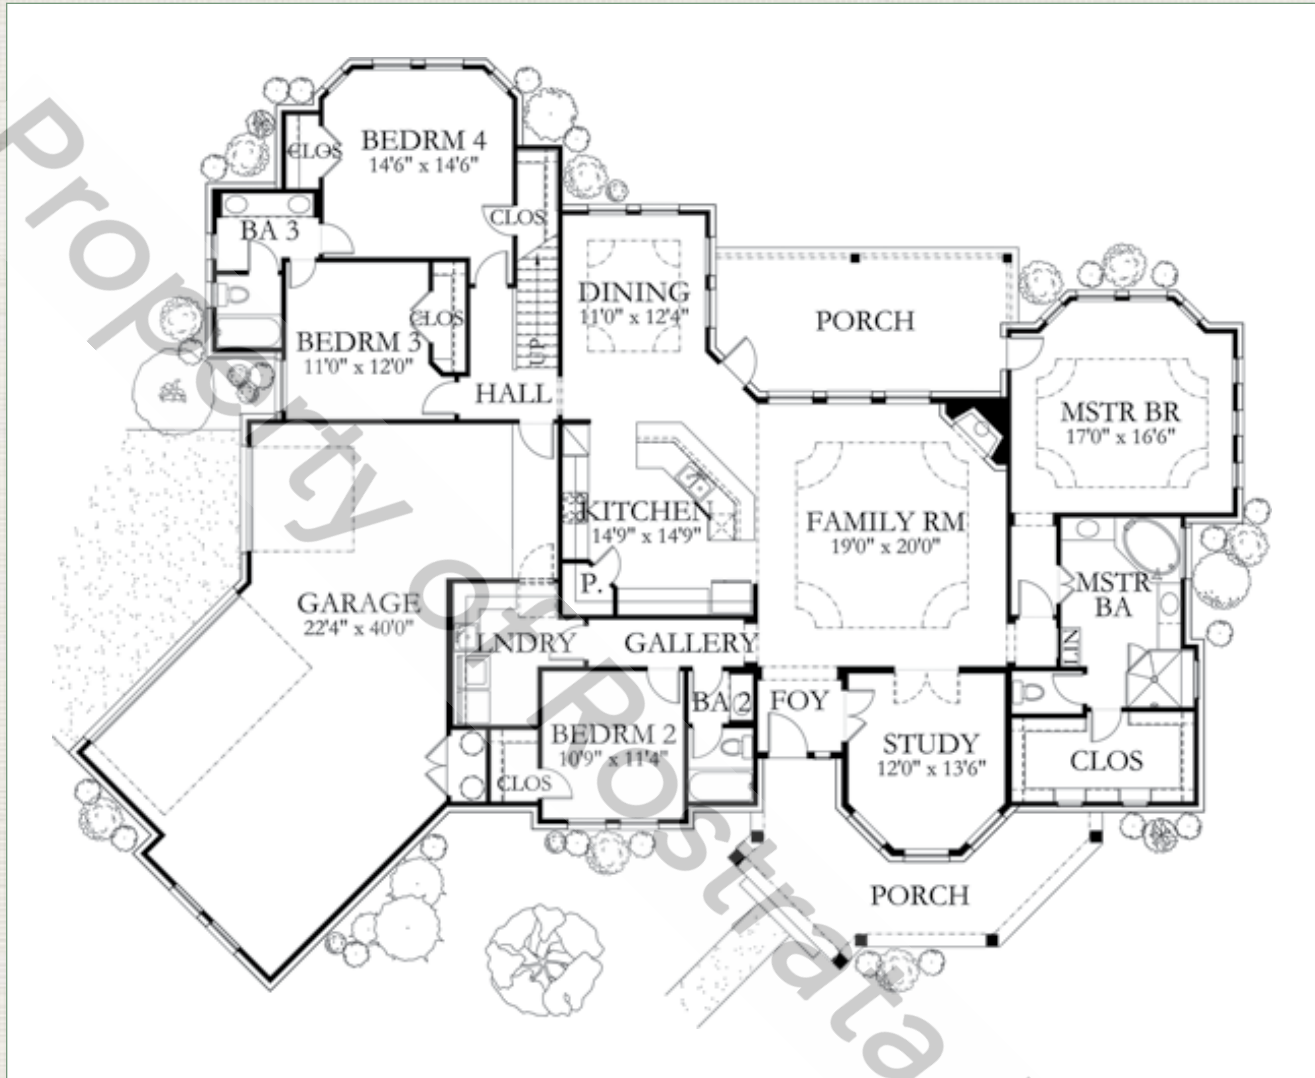 BEDRM 4
14'6" x 14'6"
CLOS
CLOS
BA 3
DINING
11'0" x 12'4"
PORCH
CLOS
BEDRM 3
11'0" x 12'0"
UP
HALL
MSTR BR
17'0" x 16'6"
KITCHEN
14'9" x 14'9"
FAMILY RM
19'0" x 20'0"
P.
MSTR
BA
GARAGE
22'4" x 40'0"
LNDRY
GALLERY
LIN
BA 2
FOY
BEDRM 2
10'9" x 11'4"
STUDY
12'0" x 13'6"
CLOS
CLOS
PORCH
Property of Rostrata